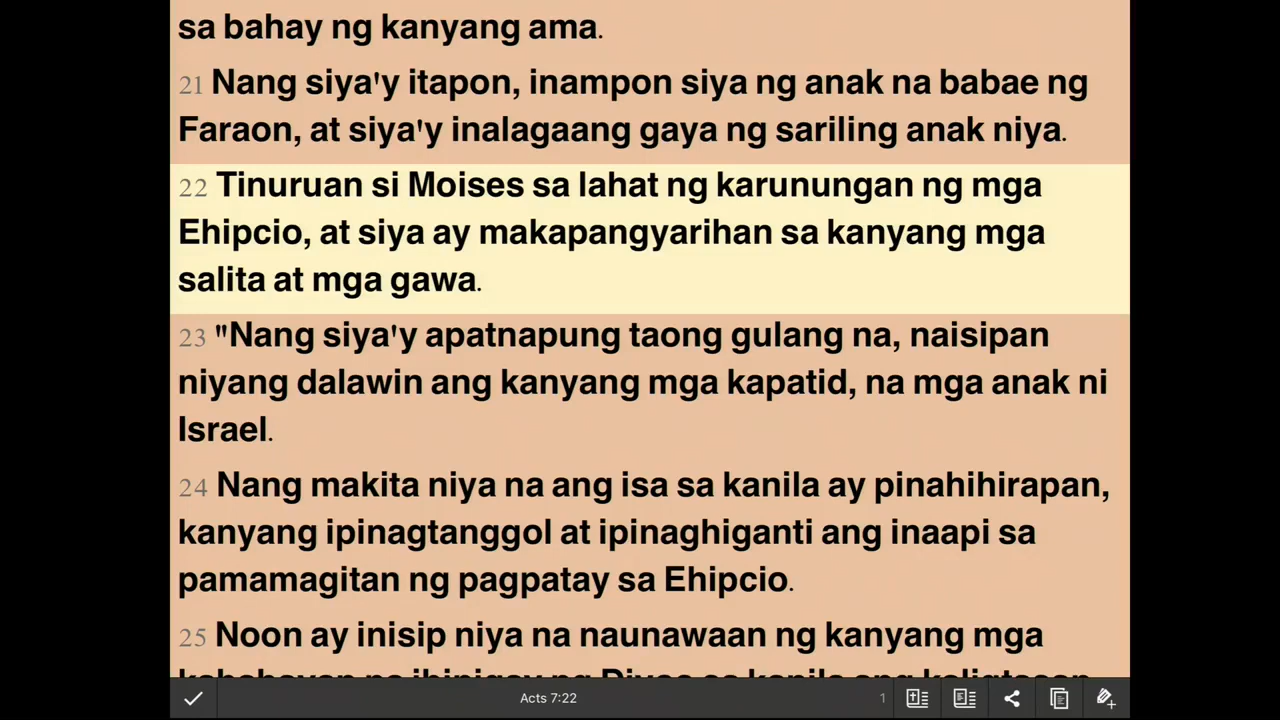 sa bahay ng kanyang ama.
21 Nang siya'y itapon, inampon siya ng anak na babae ng
Faraon, at siya'y inalagaang gaya ng sariling anak niya.
22 Tinuruan si Moises sa lahat ng karunungan ng mga
Ehipcio, at siya ay makapangyarihan sa kanyang mga
salita at mga gawa.
23 "Nang siya'y apatnapung taong gulang na, naisipan
niyang dalawin ang kanyang mga kapatid, na mga anak ni
Israel.
24 Nang makita niya na ang isa sa kanila ay pinahihirapan,
kanyang ipinagtanggol at ipinaghiganti ang inaapi sa
pamamagitan ng pagpatay sa Ehipcio.
25 Noon ay inisip niya na naunawaan ng kanyang mga
Acts 7:22
1